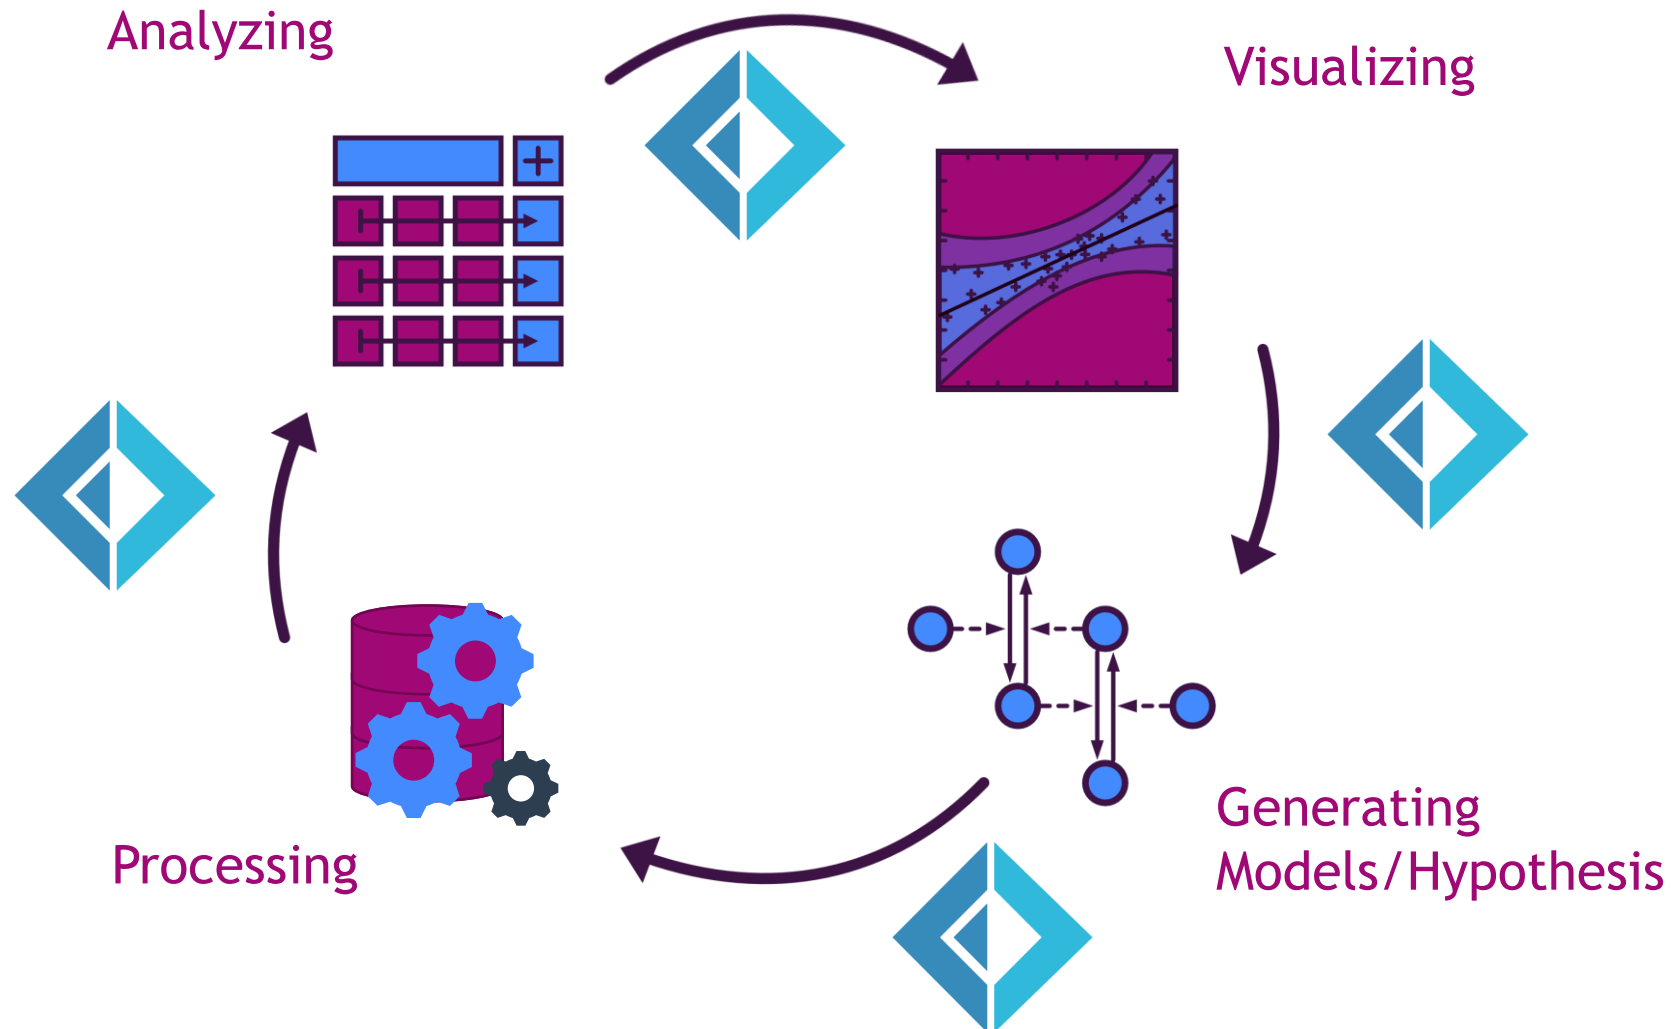 Analyzing
Visualizing
Processing
Generating
Models/Hypothesis